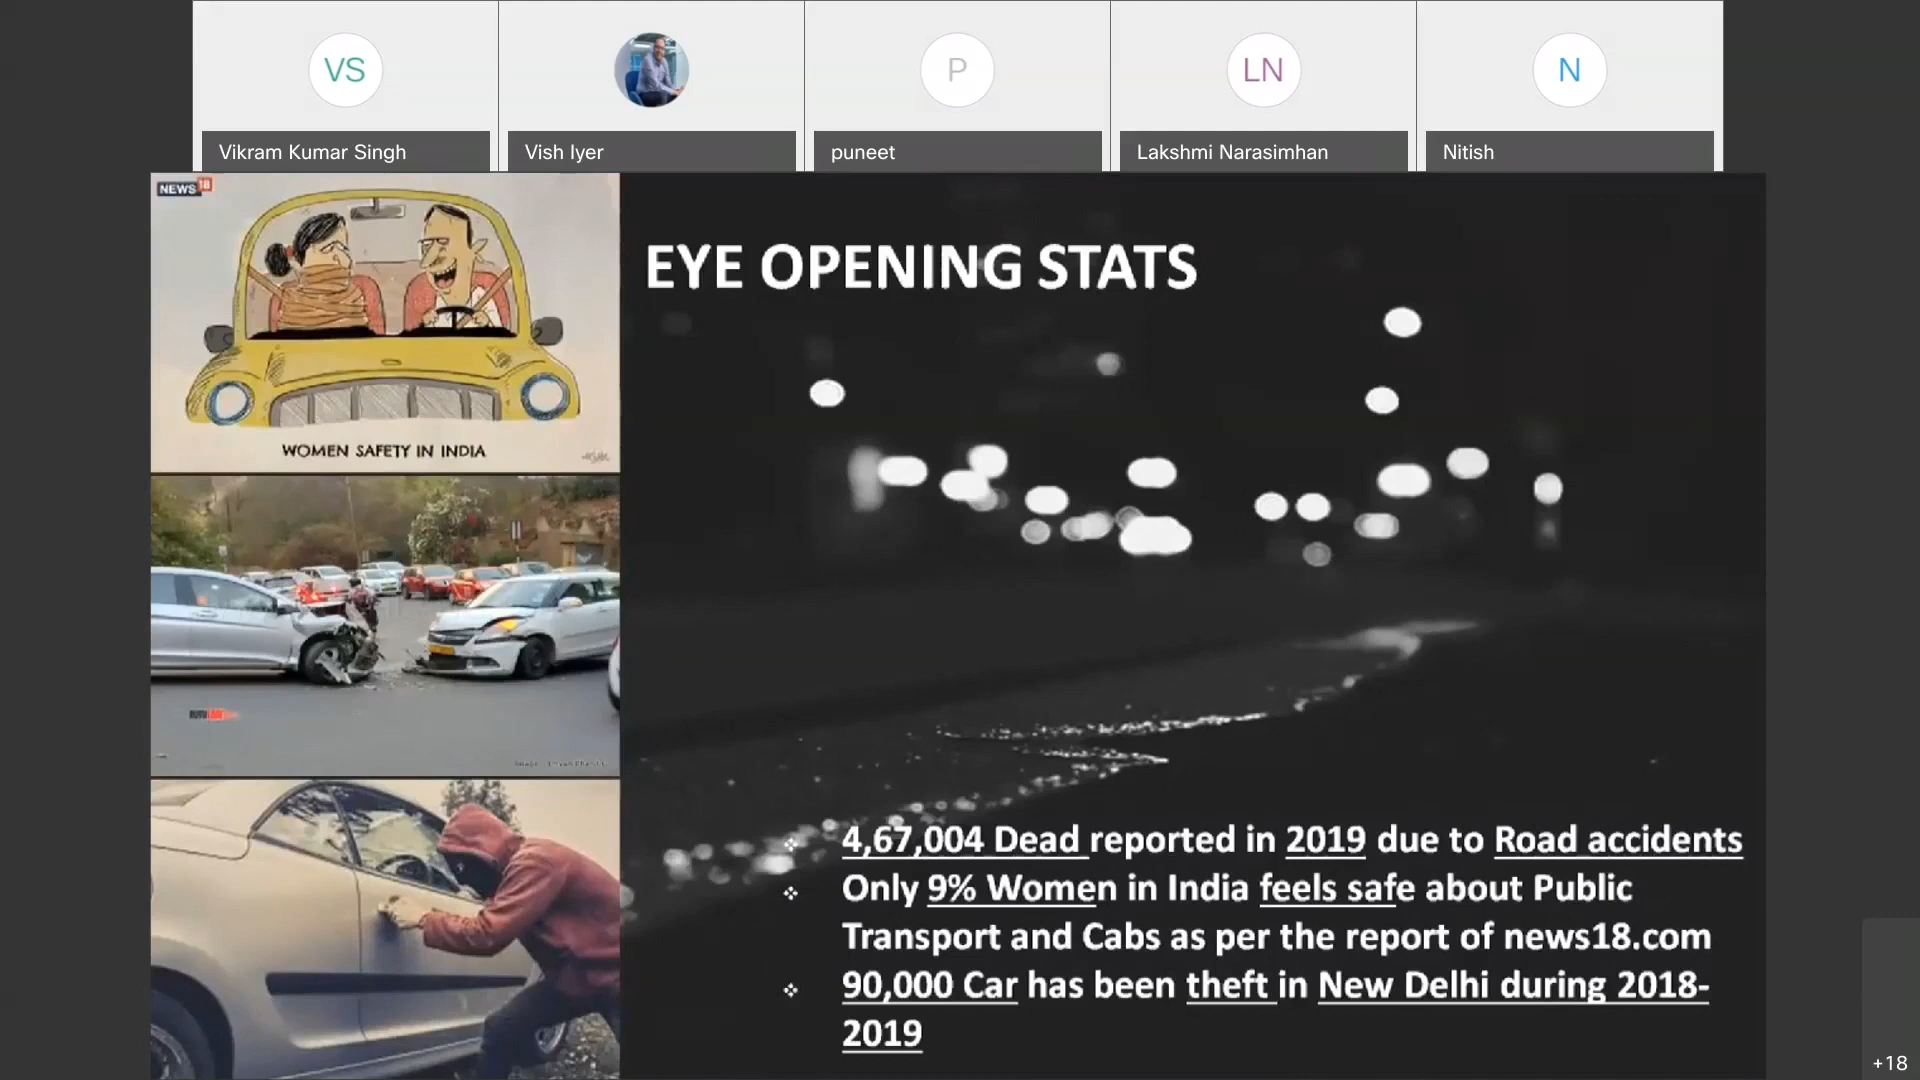 VS
P
LN
N
Vikram Kumar Singh
Vish Iyer
puneet
Lakshmi Narasimhan
Nitish
NEWS 18
WOMEN SAFETY IN INDIA
EYE OPENING STATS
4,67,004 Dead reported in 2019 due to Road accidents
Only 9% Women in India feels safe about Public
Transport and Cabs as per the report of news18.com
90,000 Car has been theft in New Delhi during 2018-
2019
+18